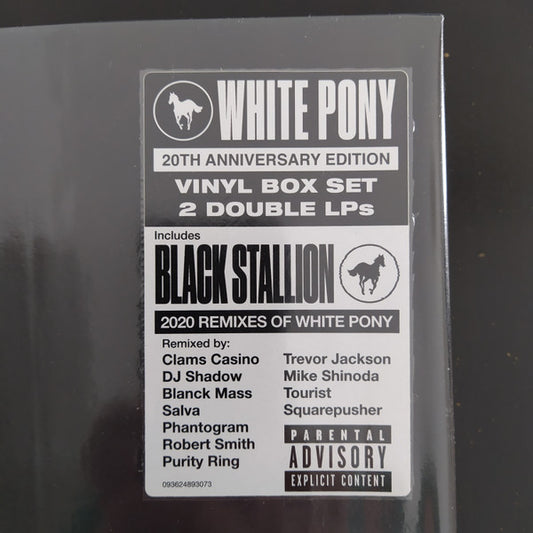 WHITE PONY
20TH ANNIVERSARY EDITION
VINYL BOX SET
2 DOUBLE LPs
Includes
BLACK STALLION
2020 REMIXES OF WHITE PONY
Remixed by:
Clams Casino
DJ Shadow
Blanck Mass
Salva
Phantogram
Robert Smith
Purity Ring
Trevor Jackson
Mike Shinoda
Tourist
Squarepusher
PARENTAL
ADVISORY
EXPLICIT CONTENT
093624893073